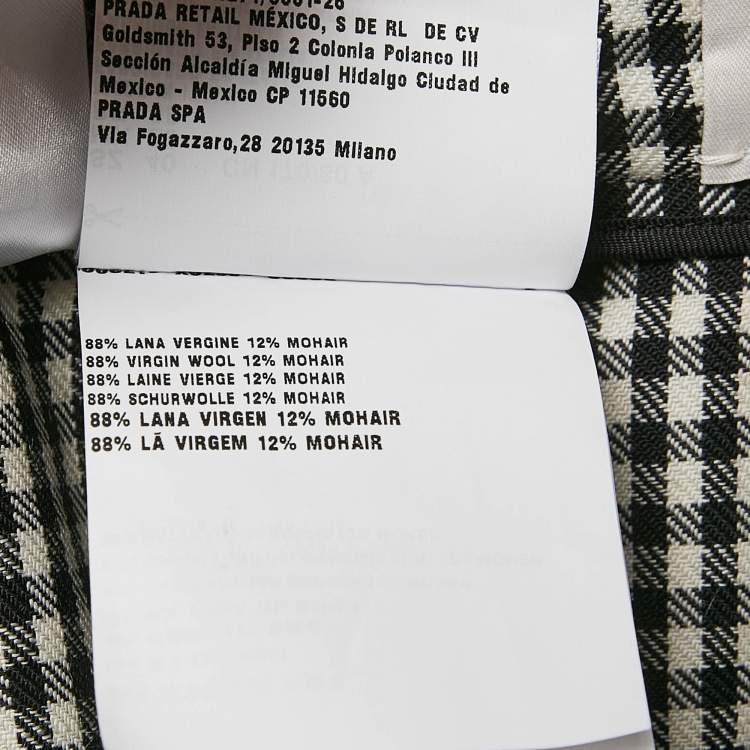 PRADA RETAIL MÉXICO, S DE RL DE CV
Goldsmith 53, Piso 2 Colonia Polanco III
Sección Alcaldía Miguel Hidalgo Ciudad de
Mexico - Mexico CP 11560
PRADA SPA
Via Fogazzaro,28 20135 Milano
88% LANA VERGINE 12% MOHAIR
88% VIRGIN WOOL 12% MOHAIR
88% LAINE VIERGE 12% MOHAIR
88% SCHURWOLLE 12% MOHAIR
88% LANA VIRGEN 12% MOHAIR
88% LÃ VIRGEM 12% MOHAIR